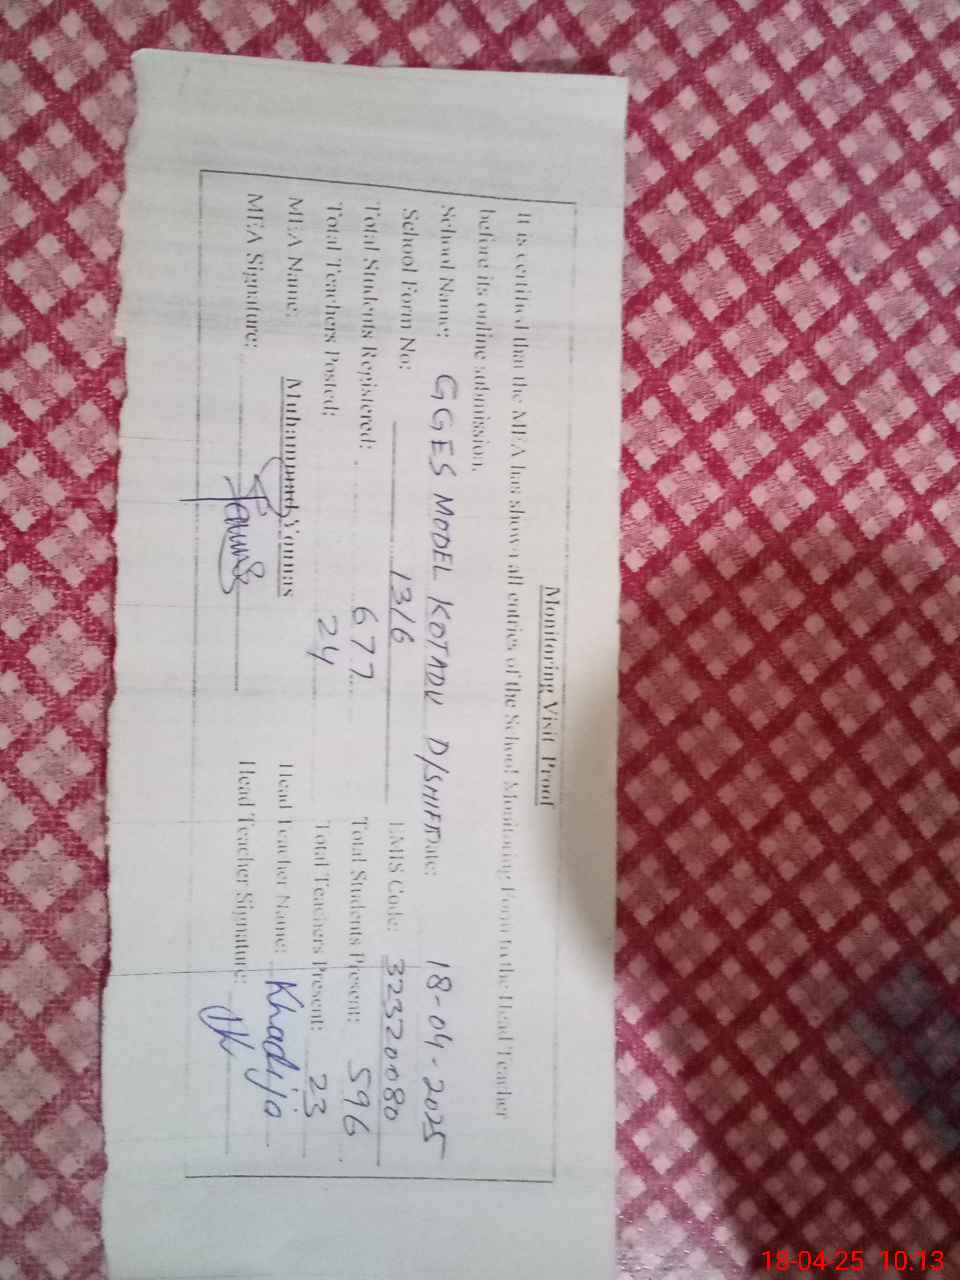 Monitoring Visit Proof
It is certified that the MEA has shown all entries of the School Monitoring Form to the Head Teacher
before its online submission.
School Name: GGES MODEL KOTADU D/SHIFT Date: 18-04-2025
School Form No: 1316 EMIS Code: 32320080
Total Students Registered: 677 Total Students Present: 596
Total Teachers Posted: 24 Total Teachers Present: 23
MEA Name: Muhammad Younas Head Teacher Name: Khadija
MEA Signature: Head Teacher Signature:
18-04-25 10:13